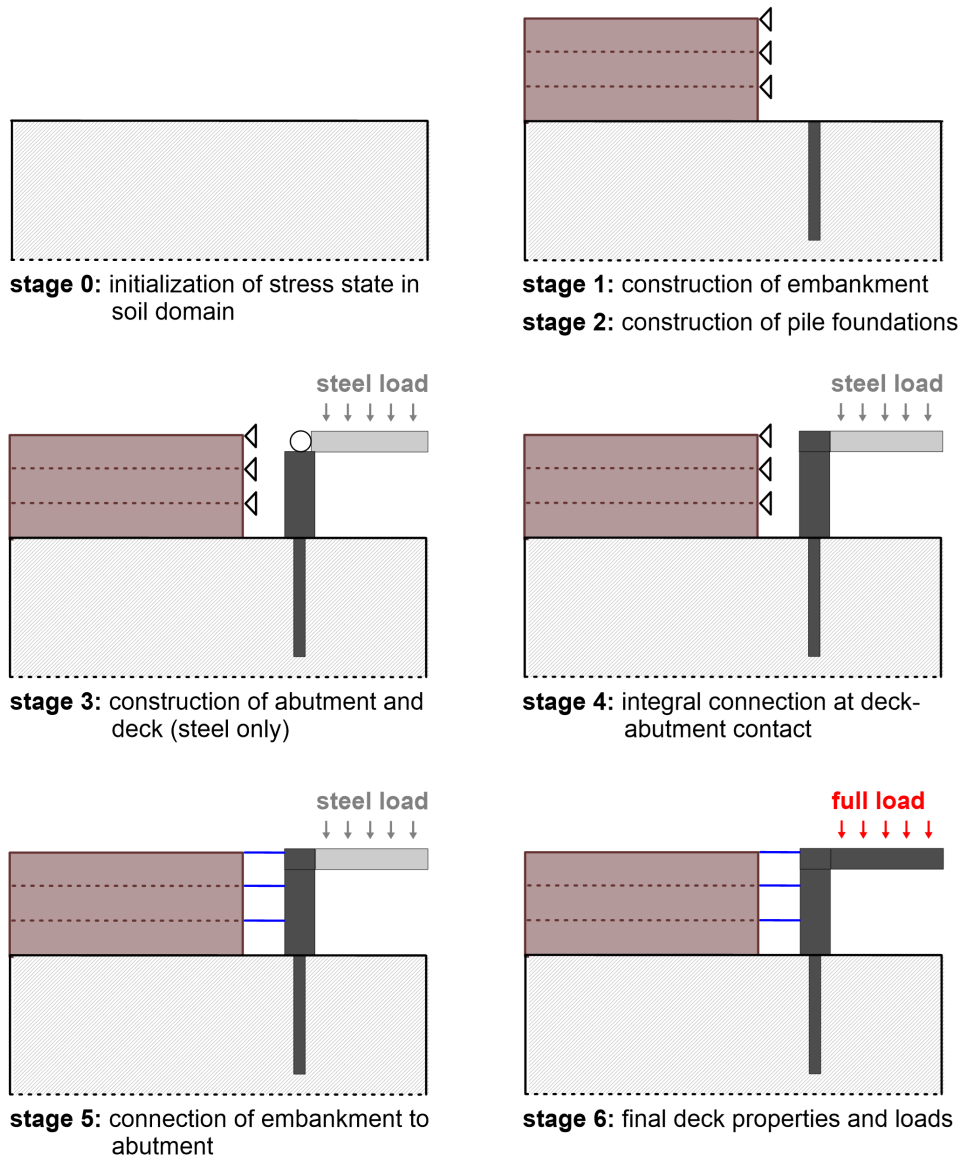 stage 0: initialization of stress state in
soil domain
stage 1: construction of embankment
stage 2: construction of pile foundations
steel load
stage 3: construction of abutment and
deck (steel only)
steel load
stage 4: integral connection at deck-
abutment contact
steel load
stage 5: connection of embankment to
abutment
full load
stage 6: final deck properties and loads